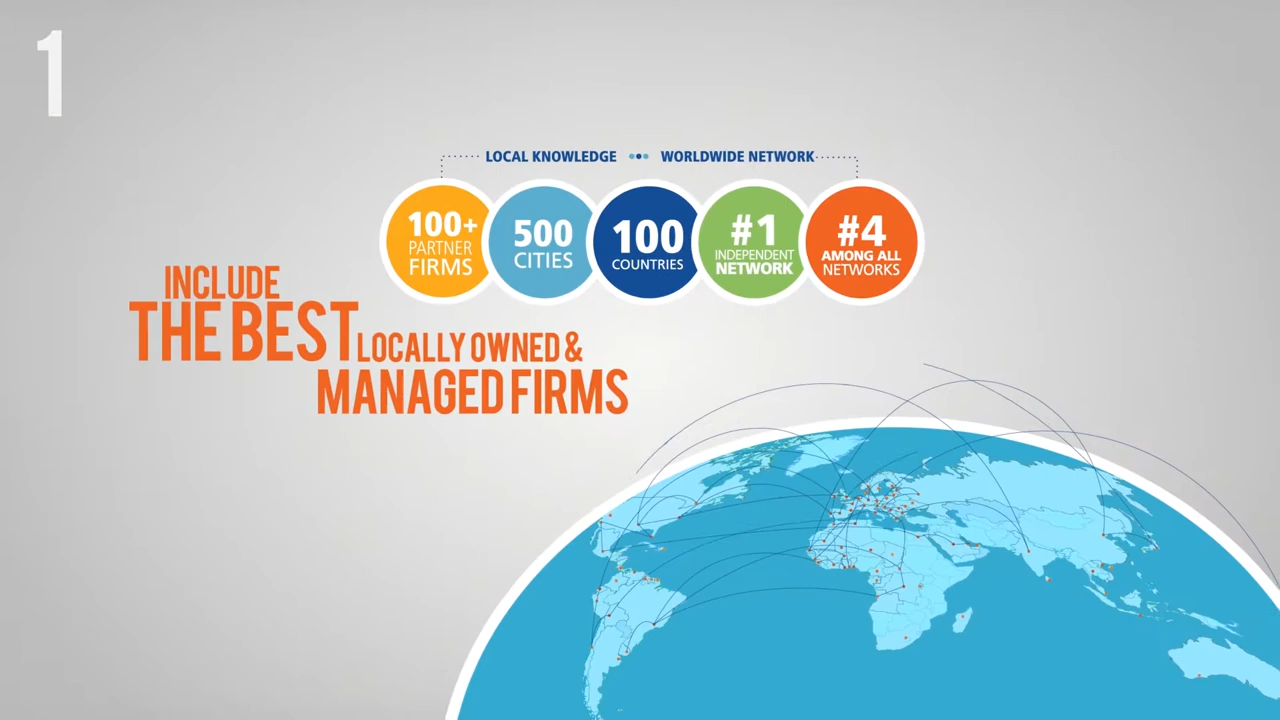 1
LOCAL KNOWLEDGE
WORLDWIDE NETWORK
100+
PARTNER
FIRMS
500
CITIES
100
COUNTRIES
#1
INDEPENDENT
NETWORK
#4
AMONG ALL
NETWORKS
INCLUDE
THE BEST
LOCALLY OWNED &
MANAGED FIRMS